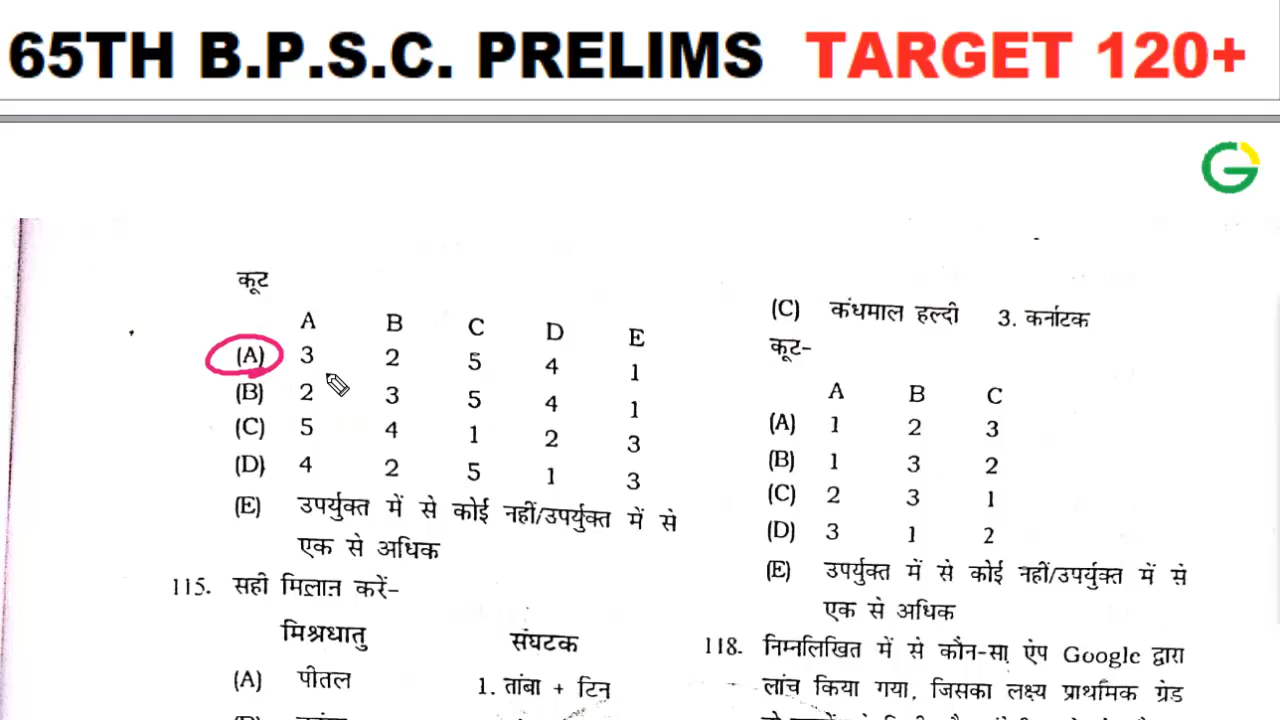 65TH B.P.S.C. PRELIMS TARGET 120+
कूट
A B C D E
(A) 3 2 5 4 1
(B) 2 3 5 4 1
(C) 5 4 1 2 3
(D) 4 2 5 1 3
(E) उपर्युक्त में से कोई नहीं/उपर्युक्त में से
एक से अधिक
115. सही मिलान करें-
मिश्रधातु संघटक
(A) पीतल 1. तांबा + टिन
(C) कंधमाल हल्दी 3. कर्नाटक
कूट-
A B C
(A) 1 2 3
(B) 1 3 2
(C) 2 3 1
(D) 3 1 2
(E) उपर्युक्त में से कोई नहीं/उपर्युक्त में से
एक से अधिक
118. निम्नलिखित में से कौन-सा ऐप Google द्वारा
लांच किया गया, जिसका लक्ष्य प्राथमिक ग्रेड